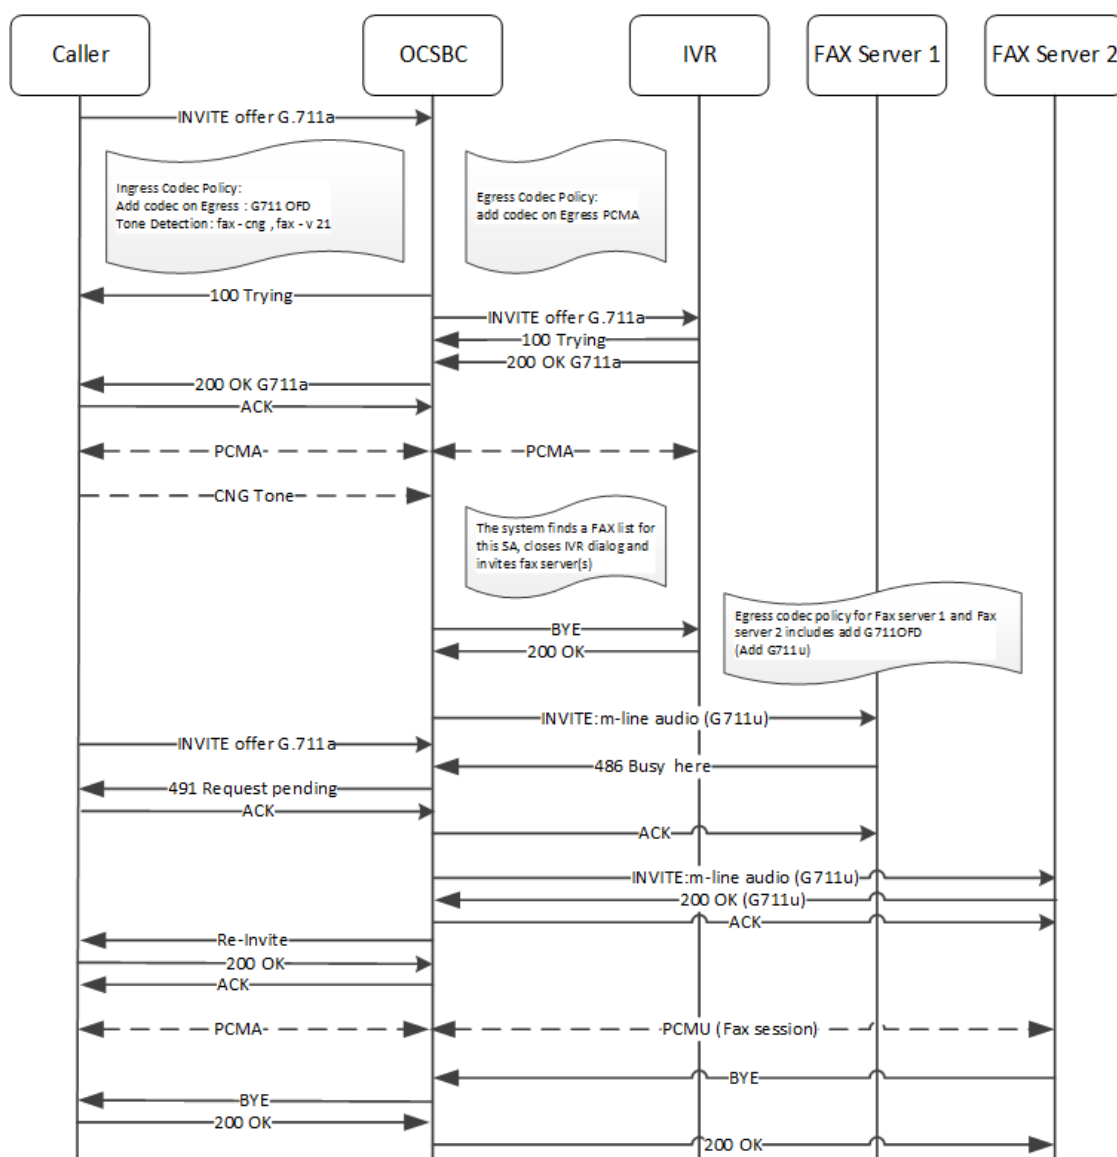 Caller
OCSBC
IVR
FAX Server 1
FAX Server 2
INVITE offer G.711a
Ingress Codec Policy:
Add codec on Egress : G711 OFD
Tone Detection : fax - cng , fax - v 21
Egress Codec Policy:
add codec on Egress PCMA
100 Trying
INVITE offer G.711a
100 Trying
200 OK G711a
200 OK G711a
ACK
PCMA
PCMA
CNG Tone
The system finds a FAX list for
this SA, closes IVR dialog and
invites fax server(s)
Egress codec policy for Fax server 1 and Fax
server 2 includes add G711OFD
(Add G711u)
BYE
200 OK
INVITE:m-line audio (G711u)
INVITE offer G.711a
486 Busy here
491 Request pending
ACK
ACK
INVITE:m-line audio (G711u)
200 OK (G711u)
ACK
Re-Invite
200 OK
ACK
PCMA
PCMU (Fax session)
BYE
BYE
200 OK
200 OK